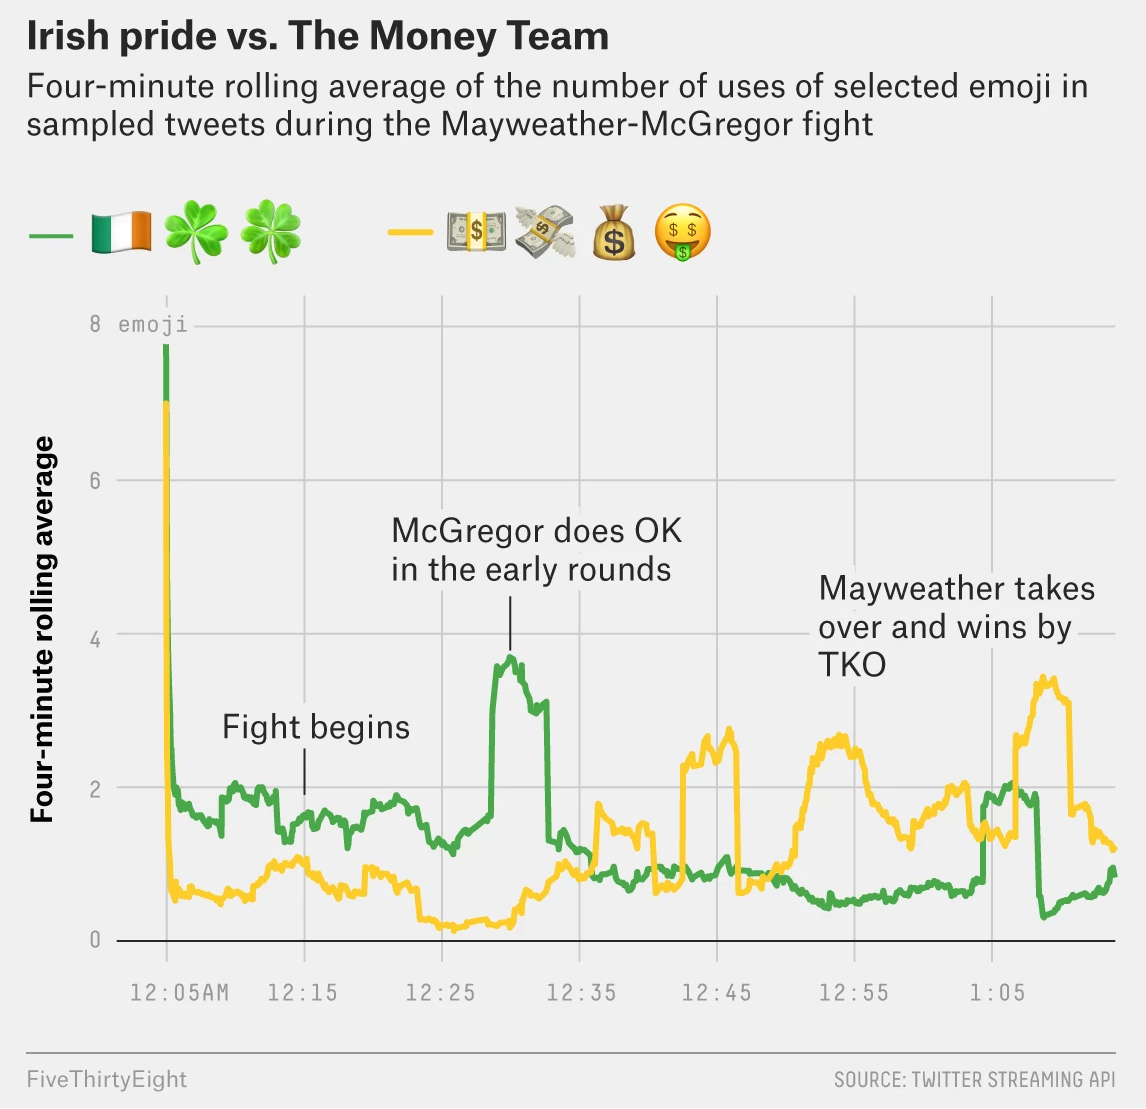 Irish pride vs. The Money Team
Four-minute rolling average of the number of uses of selected emoji in
sampled tweets during the Mayweather-McGregor fight
8 emoji
6
4
2
0
Four-minute rolling average
McGregor does OK
in the early rounds
Mayweather takes
over and wins by
TKO
Fight begins
12:05AM 12:15 12:25 12:35 12:45 12:55 1:05
FiveThirtyEight
SOURCE: TWITTER STREAMING API